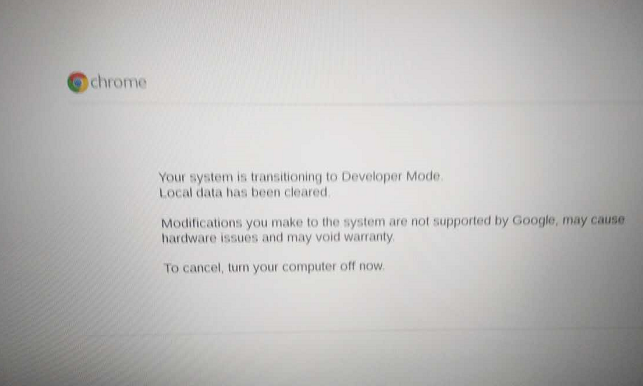 chrome
Your system is transitioning to Developer Mode.
Local data has been cleared.
Modifications you make to the system are not supported by Google, may cause
hardware issues and may void warranty.
To cancel, turn your computer off now.